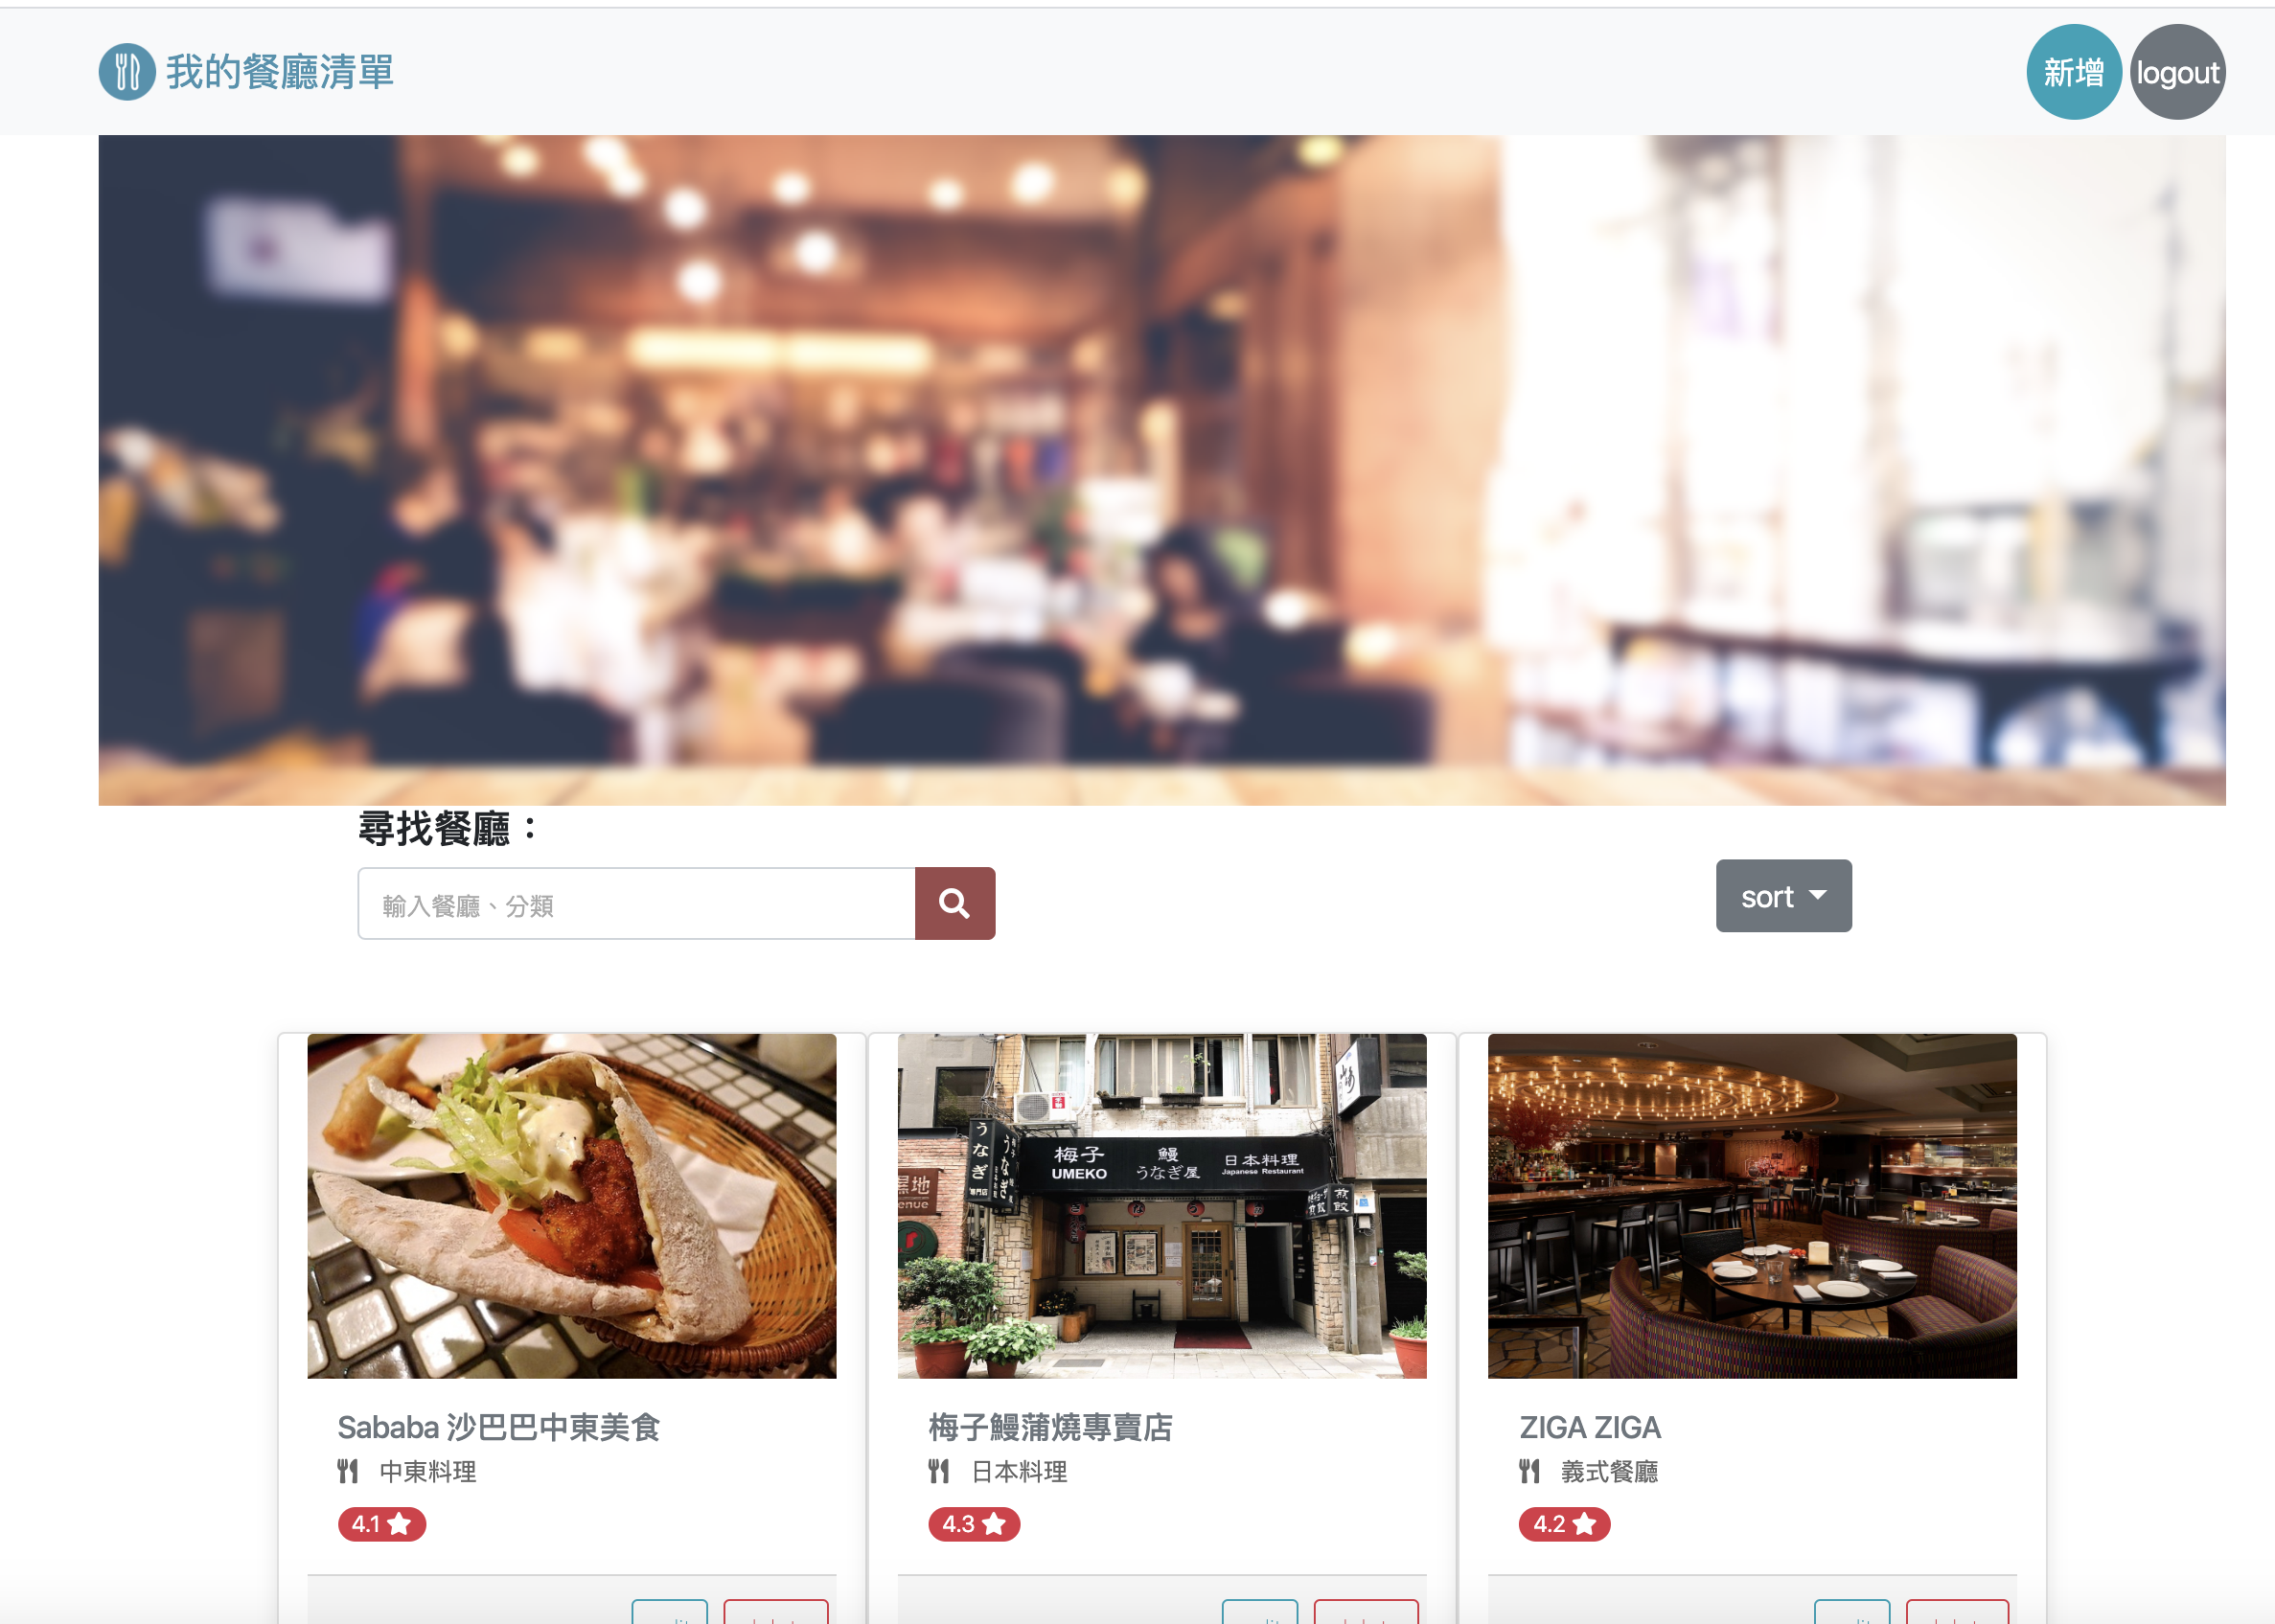 我的餐廳清單
新增
logout
尋找餐廳：
輸入餐廳、分類
sort
梅子
UMEKO
鰻
うなぎ屋
日本料理
Japanese Restaurant
うなぎ
Sababa 沙巴巴中東美食
中東料理
4.1
梅子鰻蒲燒專賣店
日本料理
4.3
ZIGA ZIGA
義式餐廳
4.2